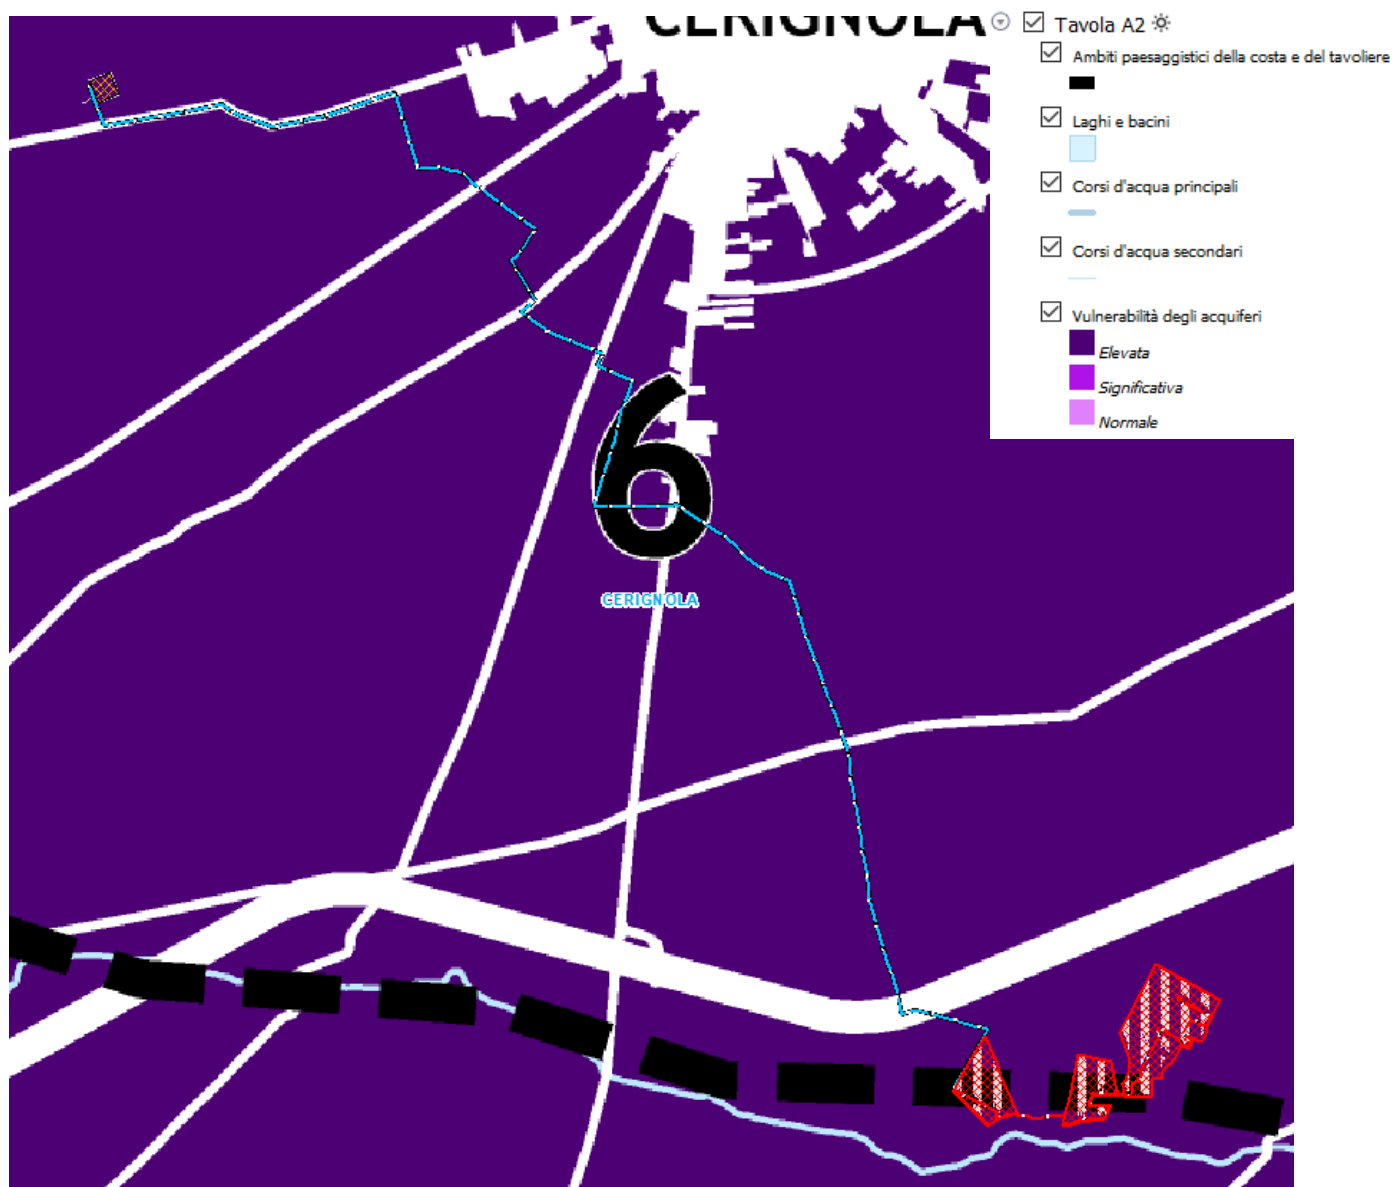 CERIGNOLA
Tavola A2
Ambiti paesaggistici della costa e del tavoliere
Laghi e bacini
Corsi d'acqua principali
Corsi d'acqua secondari
Vulnerabilità degli acquiferi
Elevata
Significativa
Normale
6
CERIGNOLA